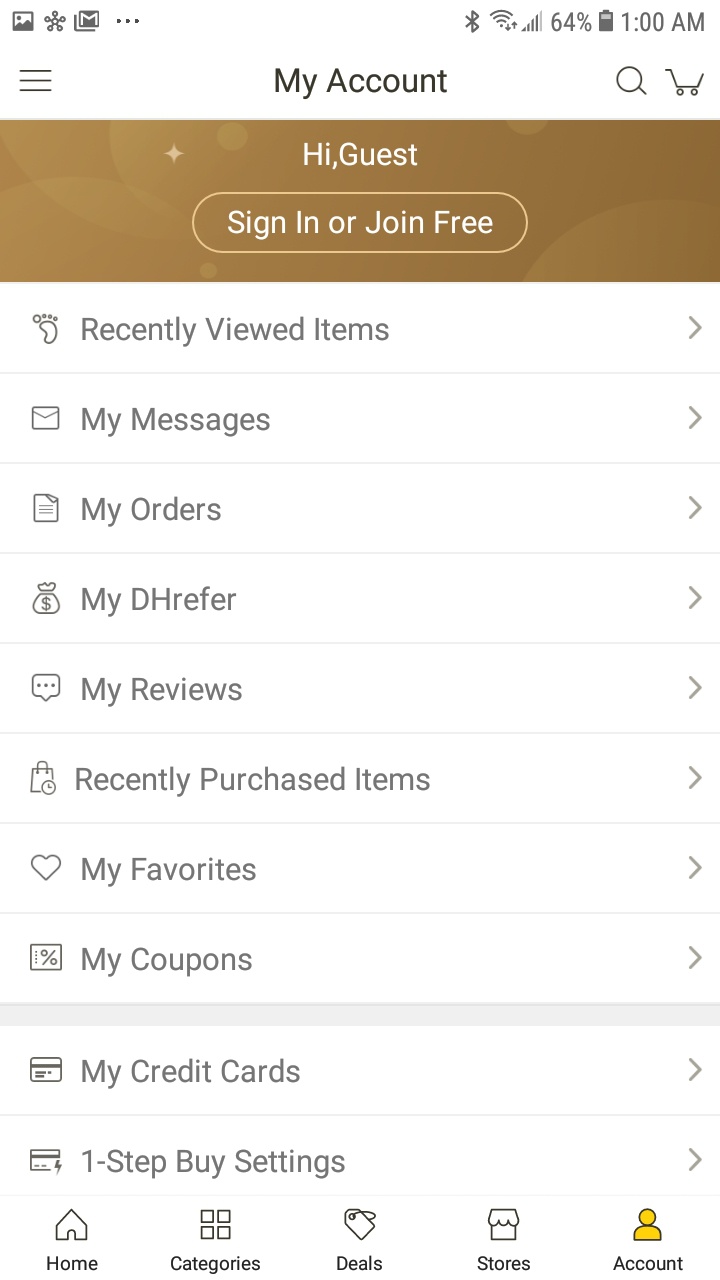 64% 1:00 AM
My Account
Hi,Guest
Sign In or Join Free
Recently Viewed Items
My Messages
My Orders
$ My DHrefer
My Reviews
Recently Purchased Items
My Favorites
% My Coupons
My Credit Cards
1-Step Buy Settings
Home Categories Deals Stores Account